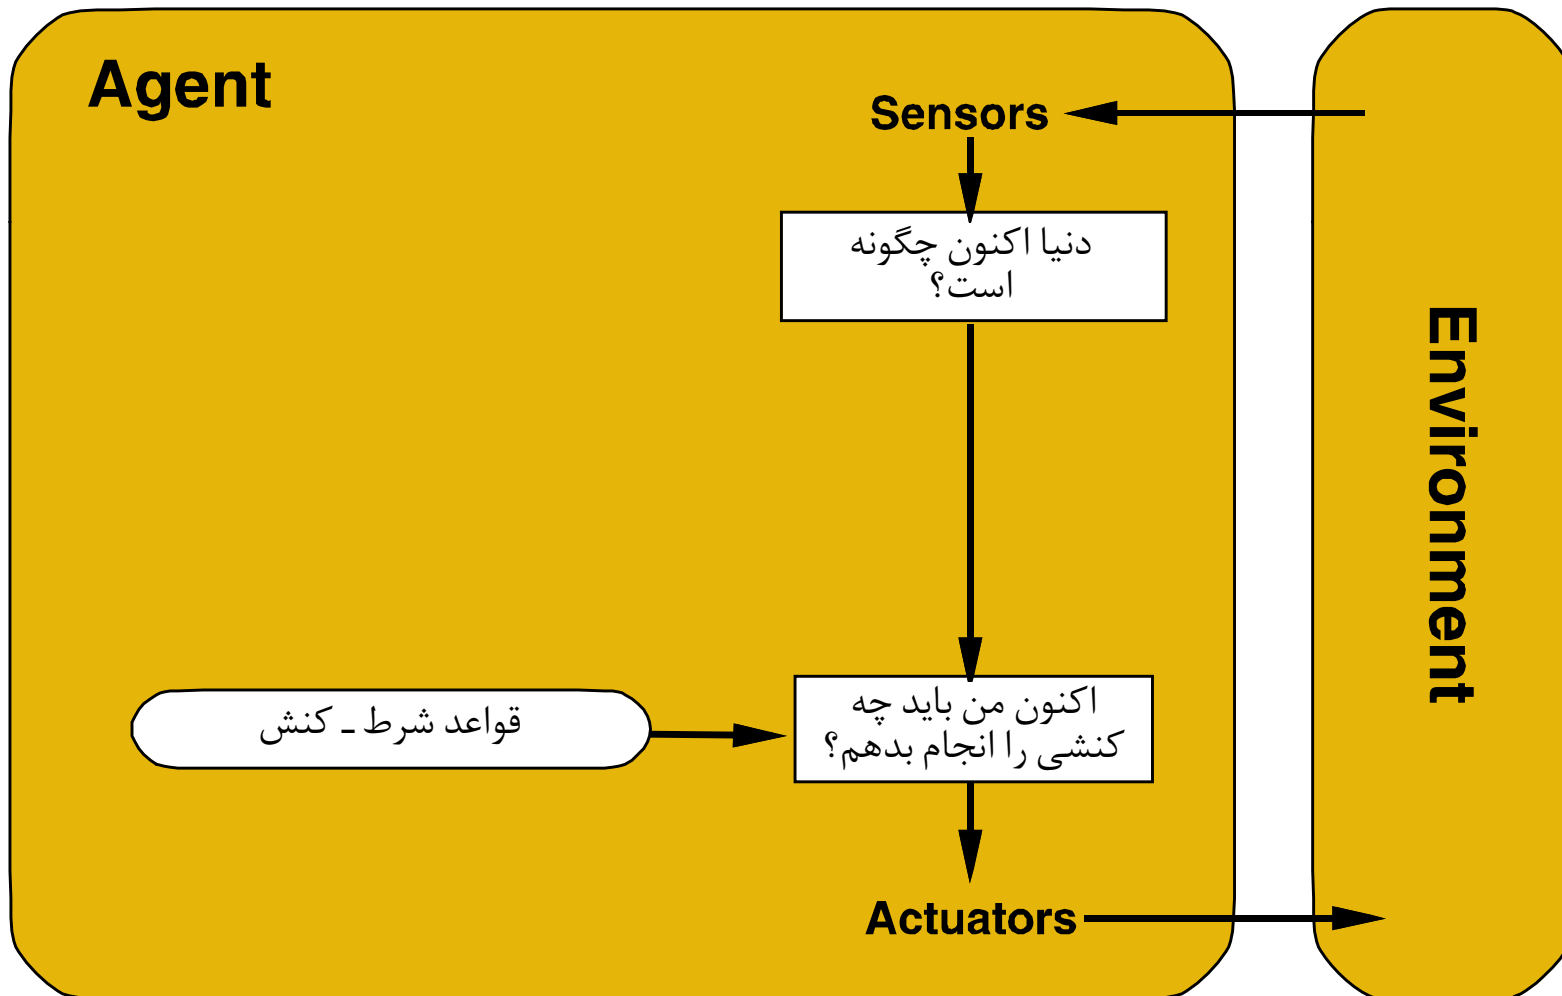 Agent
Sensors
دنیا اکنون چگونه
است؟
Environment
قواعد شرط ـ کنش
اکنون من باید چه
کنشی را انجام بدهم؟
Actuators